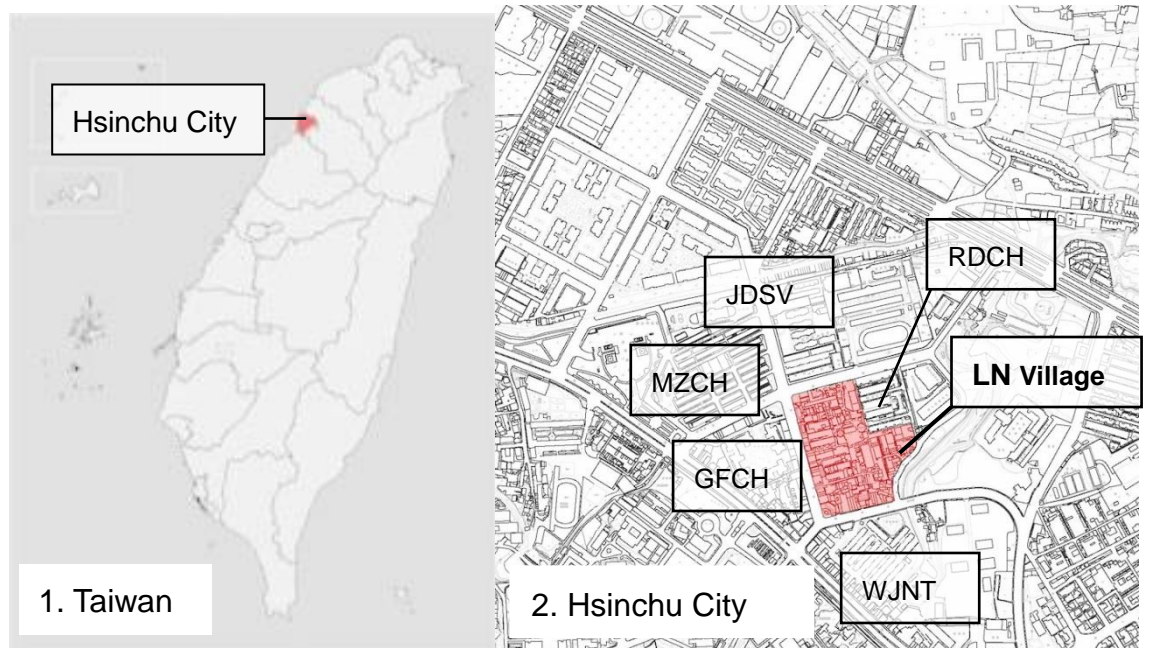 Hsinchu City
1. Taiwan
RDCH
JDSV
LN Village
MZCH
GFCH
WJNT
2. Hsinchu City